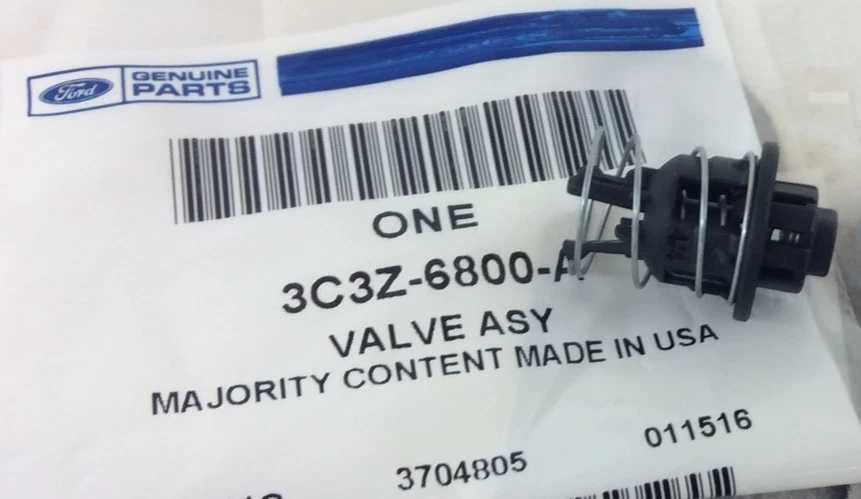 Ford GENUINE PARTS
ONE
3C3Z-6800-A
VALVE ASY
MAJORITY CONTENT MADE IN USA
3704805 011516